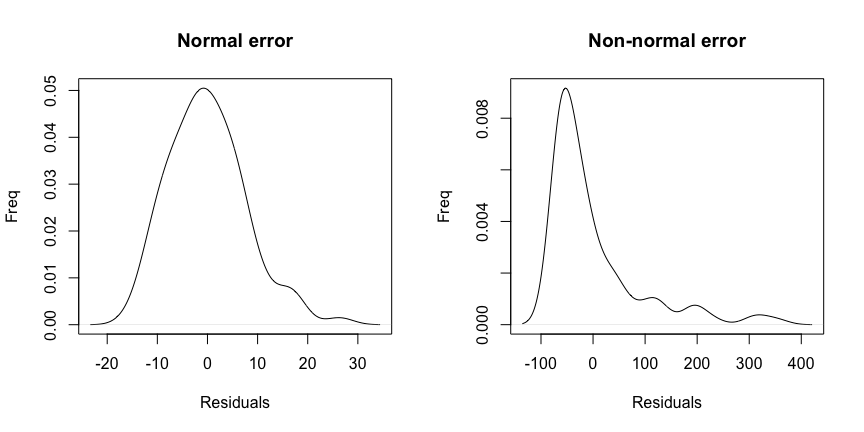 Normal error
Freq
0.00 0.01 0.02 0.03 0.04 0.05
-20 -10 0 10 20 30
Residuals
Non-normal error
Freq
0.000 0.004 0.008
-100 0 100 200 300 400
Residuals